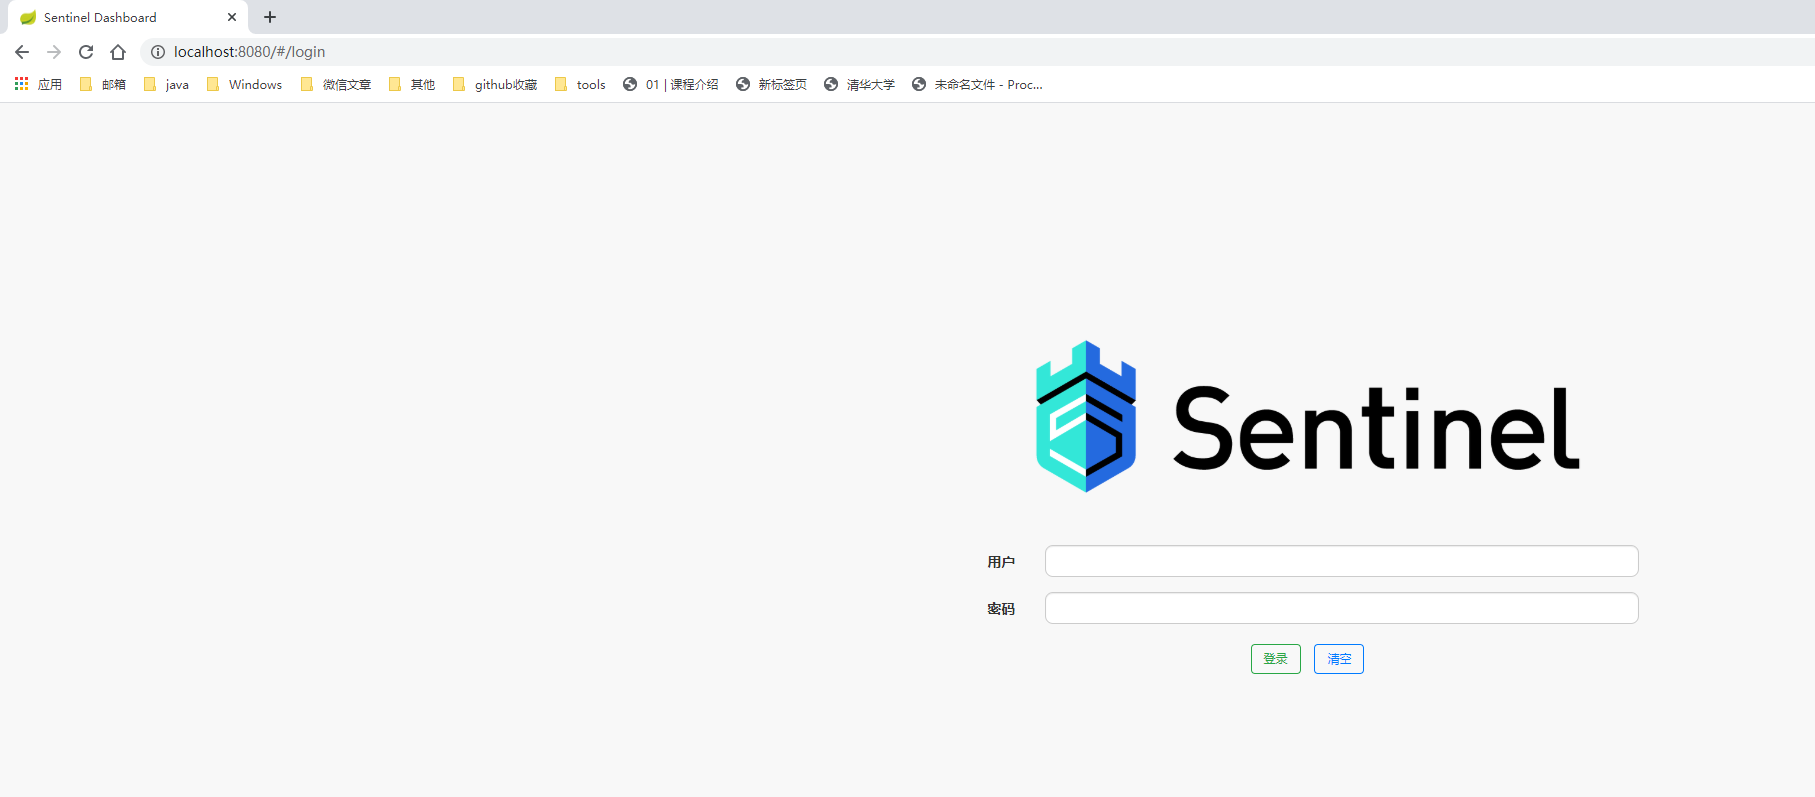 Sentinel Dashboard
localhost:8080/#/login
应用 邮箱 java Windows 微信文章 其他 github收藏 tools 01 | 课程介绍 新标签页 清华大学 未命名文件 - Proc...
Sentinel
用户
密码
登录 清空